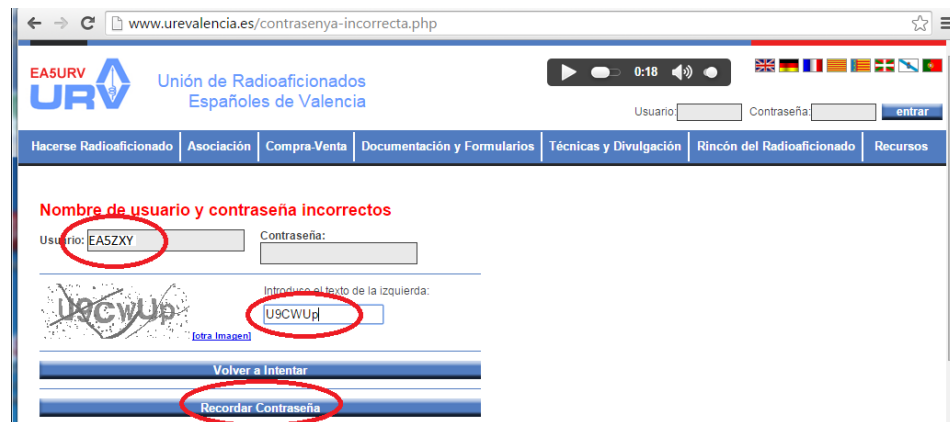 www.urevalencia.es/contrasenya-incorrecta.php
EA5URV
URV
Unión de Radioaficionados
Españoles de Valencia
0:18
Usuario: Contraseña: entrar
Hacerse Radioaficionado Asociación Compra-Venta Documentación y Formularios Técnicas y Divulgación Rincón del Radioaficionado Recursos
Nombre de usuario y contraseña incorrectos
Usuario: EA5ZXY Contraseña:
Introduce el texto de la izquierda:
U9CWUp U9CWUp
[otra Imagen]
Volver a Intentar
Recordar Contraseña